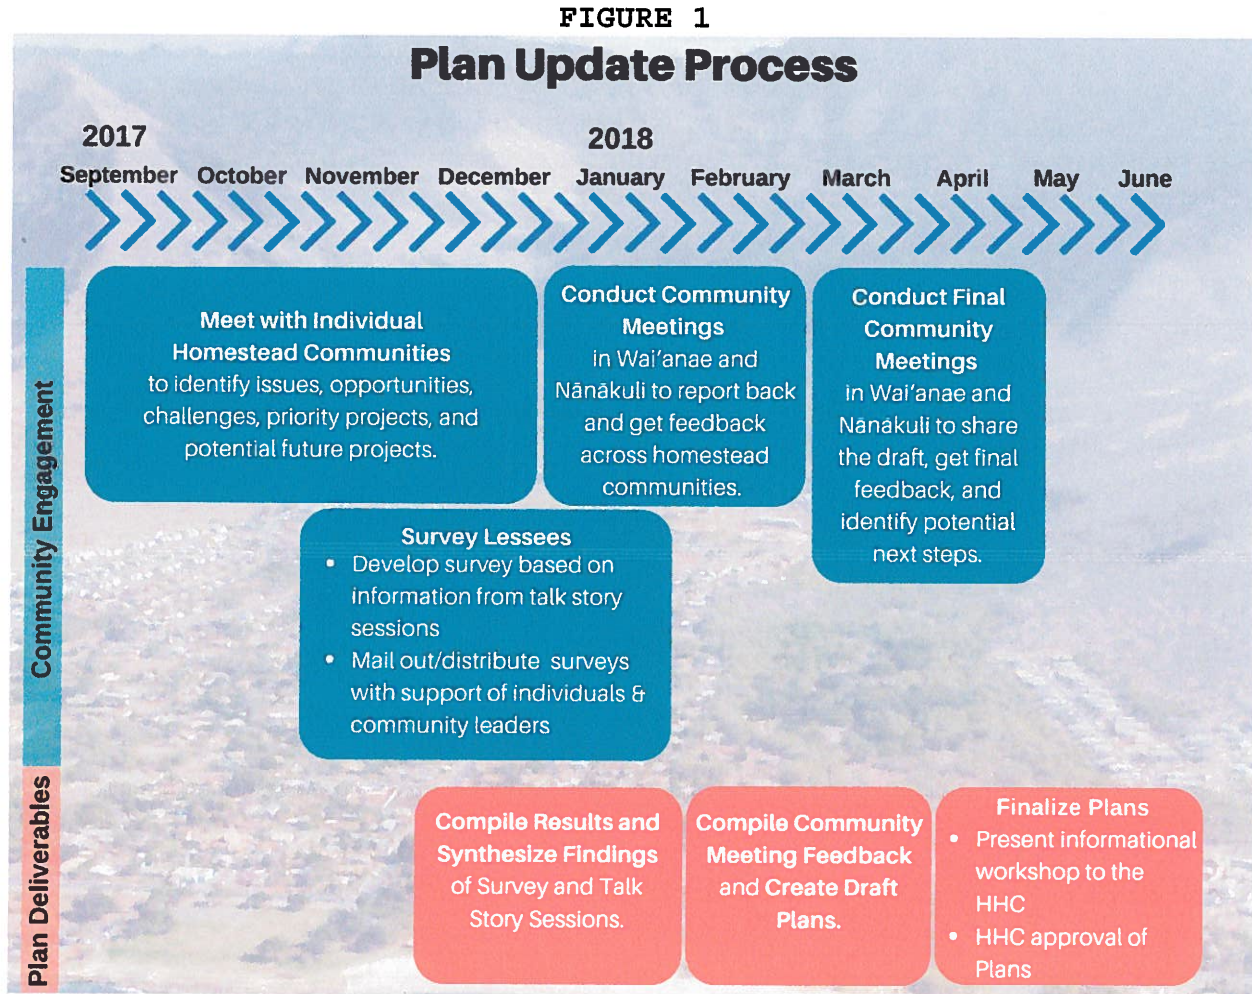 FIGURE 1
Plan Update Process
2017
2018
September October November December January February March April May June
Community Engagement
Meet with Individual
Homestead Communities
to identify issues, opportunities,
challenges, priority projects, and
potential future projects.
Conduct Community
Meetings
in Wai'anae and
Nānākuli to report back
and get feedback
across homestead
communities.
Conduct Final
Community
Meetings
in Wai'anae and
Nānākuli to share
the draft, get final
feedback, and
identify potential
next steps.
Survey Lessees
• Develop survey based on
information from talk story
sessions
• Mail out/distribute surveys
with support of individuals &
community leaders
Plan Deliverables
Compile Results and
Synthesize Findings
of Survey and Talk
Story Sessions.
Compile Community
Meeting Feedback
and Create Draft
Plans.
Finalize Plans
• Present informational
workshop to the
HHC
• HHC approval of
Plans